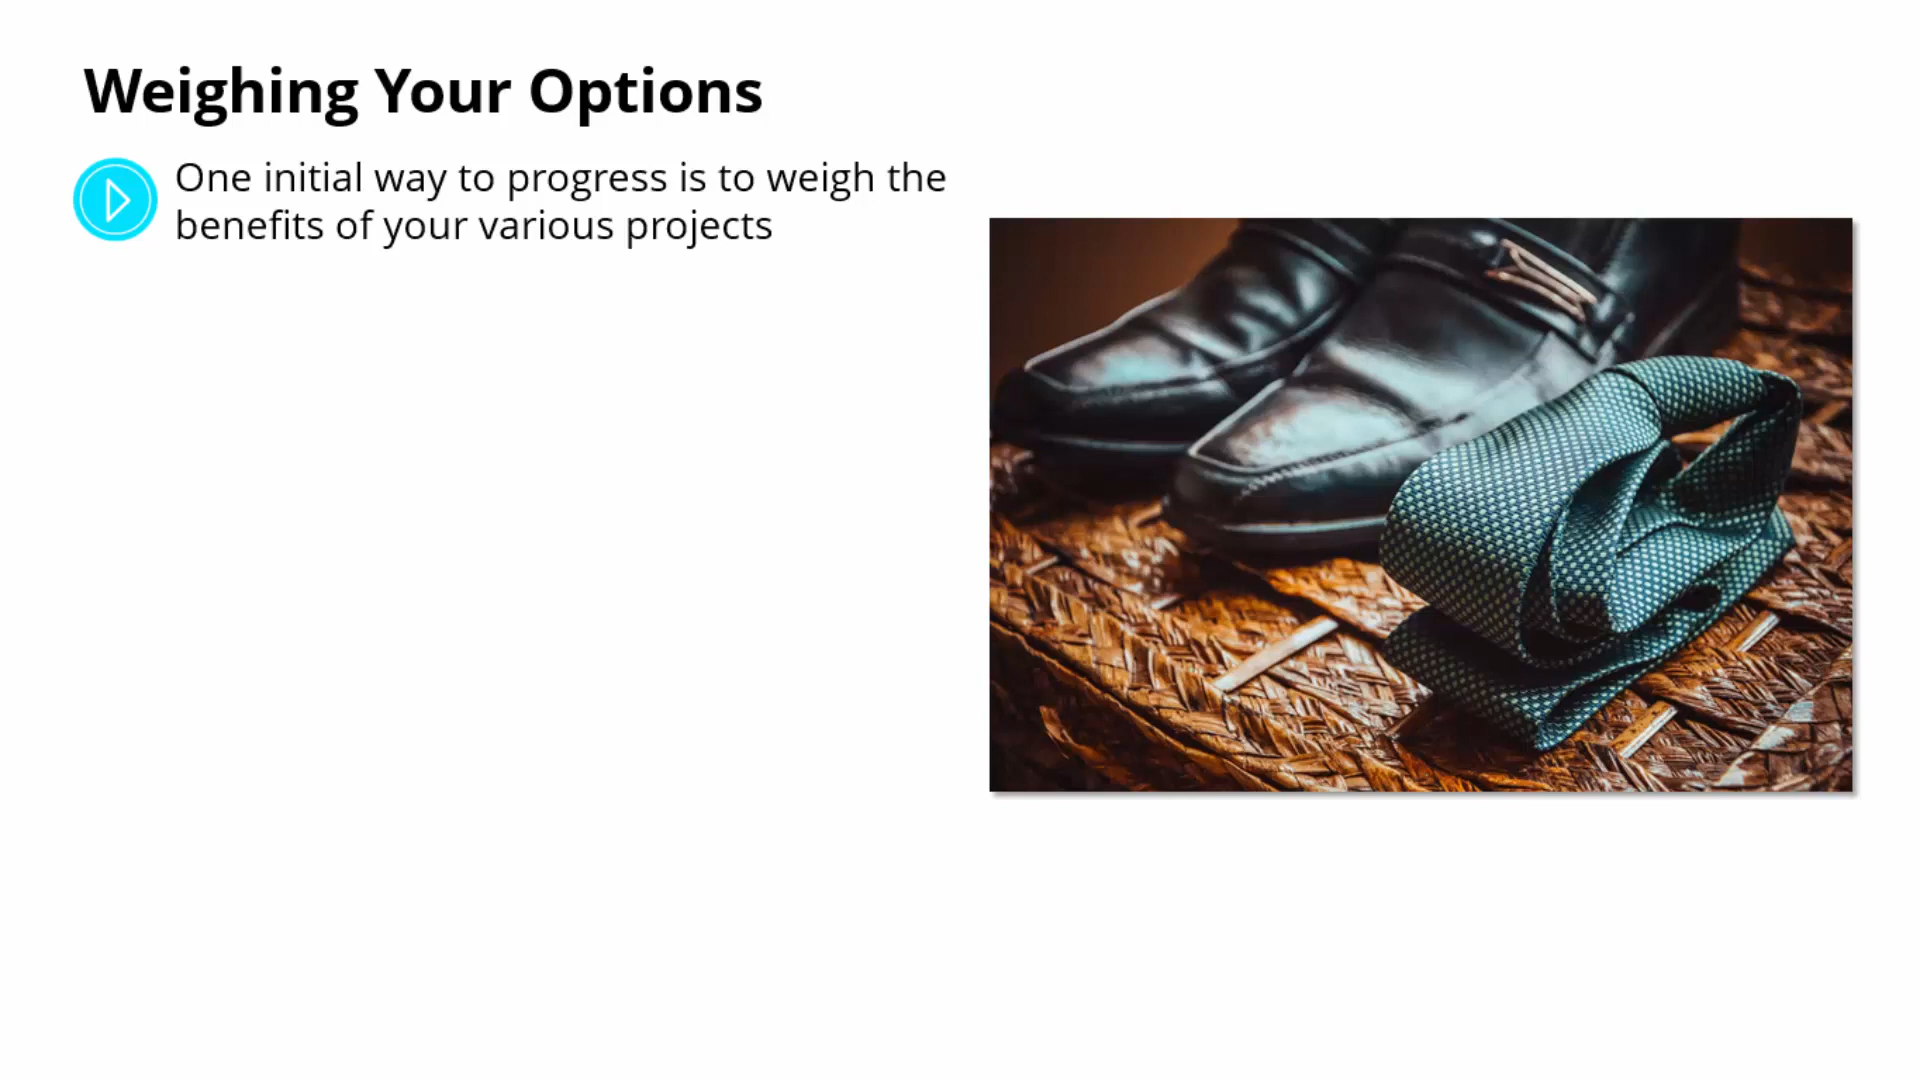 Weighing Your Options
One initial way to progress is to weigh the
benefits of your various projects